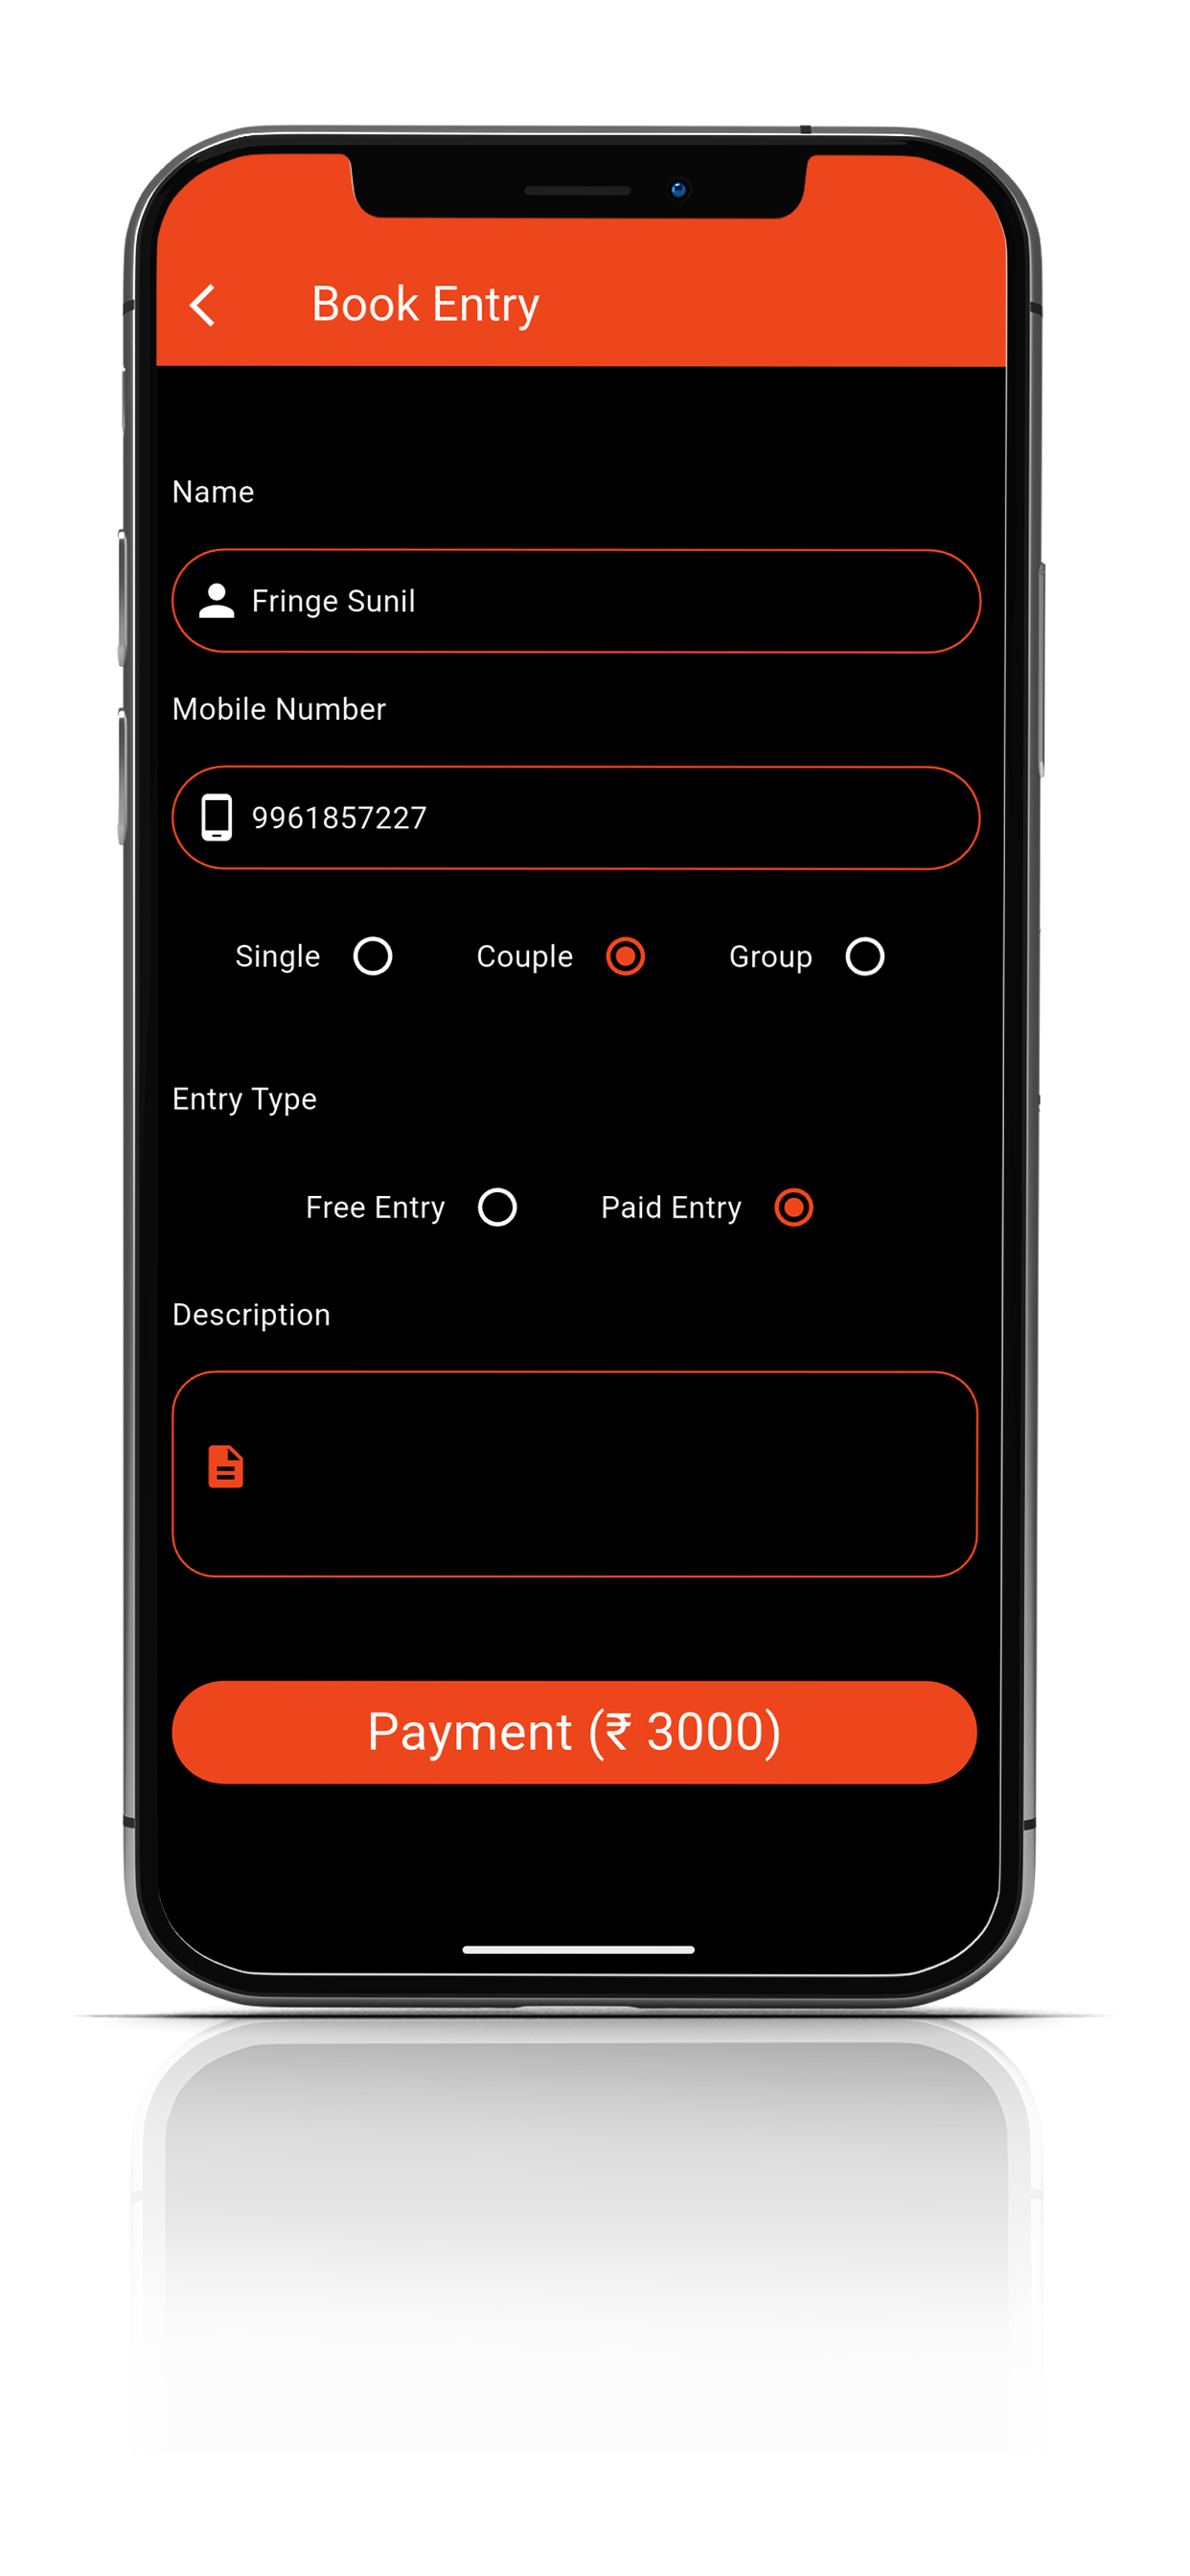 Book Entry
Name
Fringe Sunil
Mobile Number
9961857227
Single Couple Group
Entry Type
Free Entry Paid Entry
Description
Payment (₹ 3000)